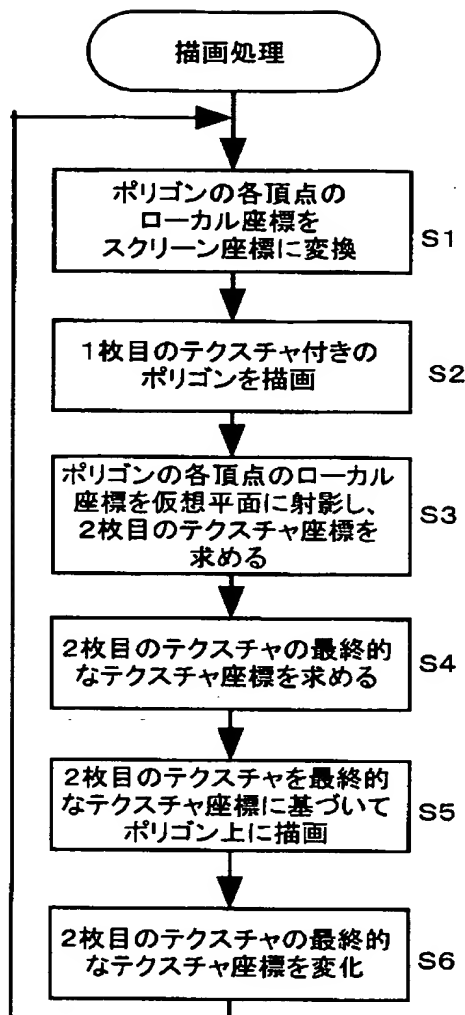 描画処理
ポリゴンの各頂点の
ローカル座標を
スクリーン座標に変換
S1
1枚目のテクスチャ付きの
ポリゴンを描画
S2
ポリゴンの各頂点のローカル
座標を仮想平面に射影し、
2枚目のテクスチャ座標を
求める
S3
2枚目のテクスチャの最終的
なテクスチャ座標を求める
S4
2枚目のテクスチャを最終的
なテクスチャ座標に基づいて
ポリゴン上に描画
S5
2枚目のテクスチャの最終的
なテクスチャ座標を変化
S6